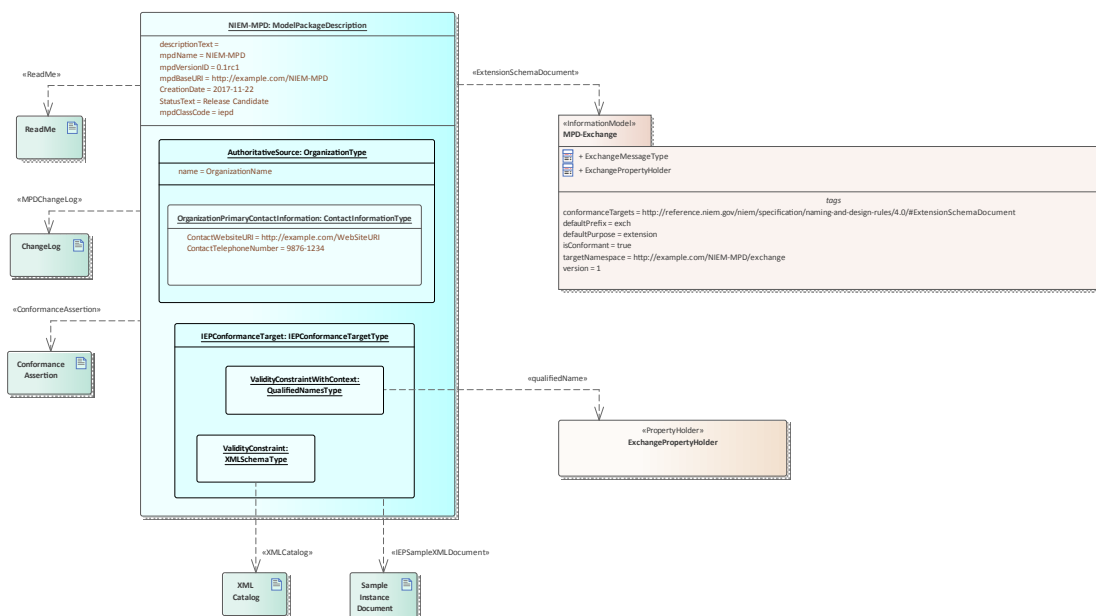 NIEM-MPD: ModelPackageDescription
descriptionText =
mpdName = NIEM-MPD
mpdVersionID = 0.1rc1
mpdBaseURI = http://example.com/NIEM-MPD
CreationDate = 2017-11-22
StatusText = Release Candidate
mpdClassCode = iepd
«ReadMe»
ReadMe
«MPDChangeLog»
ChangeLog
«ConformanceAssertion»
Conformance
Assertion
AuthoritativeSource: OrganizationType
name = OrganizationName
OrganizationPrimaryContactInformation: ContactInformationType
ContactWebsiteURI = http://example.com/WebSiteURI
ContactTelephoneNumber = 9876-1234
IEPConformanceTarget: IEPConformanceTargetType
ValidityConstraintWithContext:
QualifiedNamesType
ValidityConstraint:
XMLSchemaType
«ExtensionSchemaDocument»
«InformationModel»
MPD-Exchange
+ ExchangeMessageType
+ ExchangePropertyHolder
tags
conformanceTargets = http://reference.niem.gov/niem/specification/naming-and-design-rules/4.0/#ExtensionSchemaDocument
defaultPrefix = exch
defaultPurpose = extension
isConformant = true
targetNamespace = http://example.com/NIEM-MPD/exchange
version = 1
«qualifiedName»
«PropertyHolder»
ExchangePropertyHolder
«XMLCatalog»
XML
Catalog
«IEPSampleXMLDocument»
Sample
Instance
Document